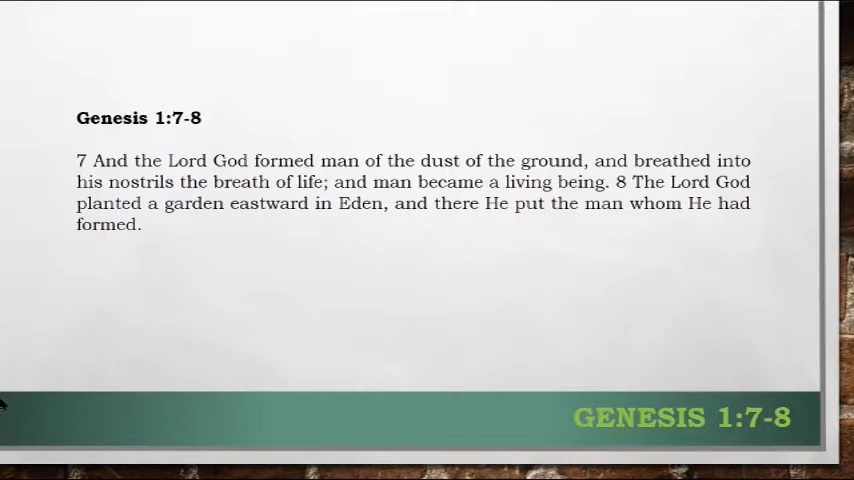 Genesis 1:7-8
7 And the Lord God formed man of the dust of the ground, and breathed into
his nostrils the breath of life; and man became a living being. 8 The Lord God
planted a garden eastward in Eden, and there He put the man whom He had
formed.
GENESIS 1:7-8